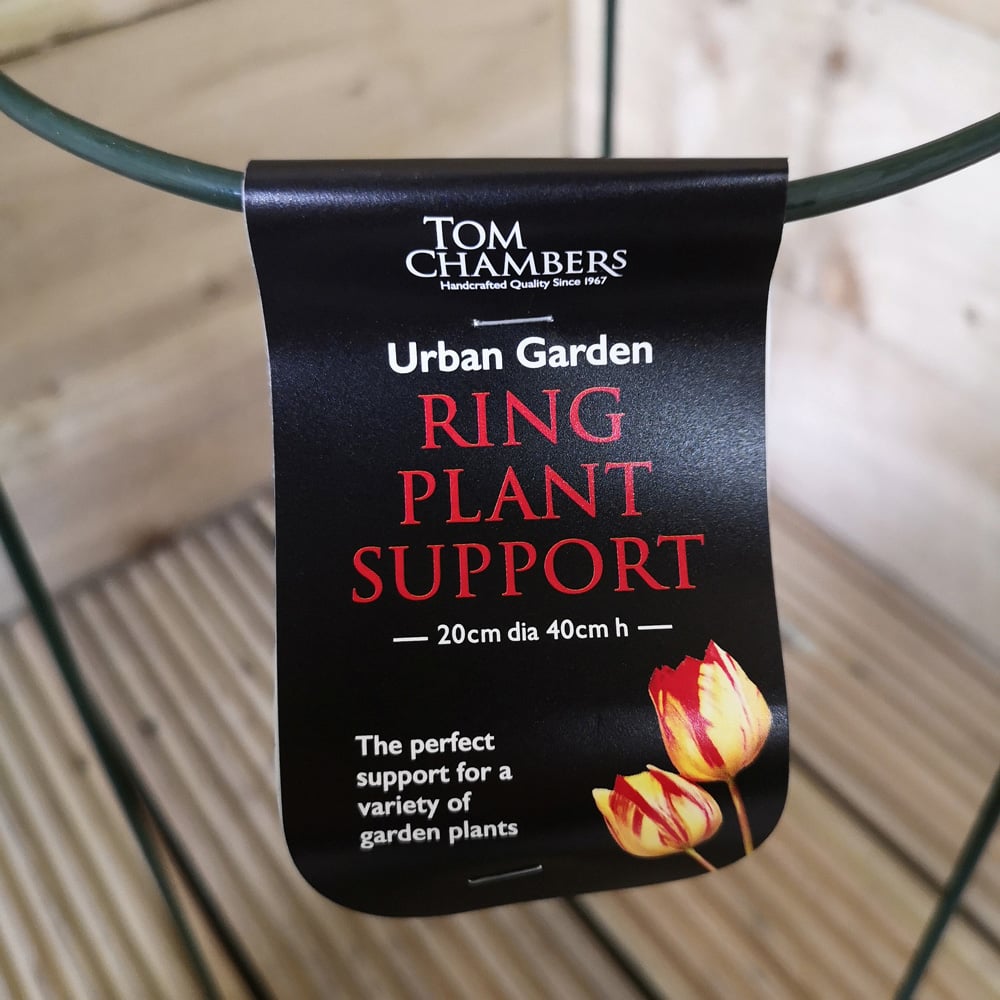 TOM
CHAMBERS
Handcrafted Quality Since 1967
Urban Garden
RING
PLANT
SUPPORT
— 20cm dia 40cm h —
The perfect
support for a
variety of
garden plants